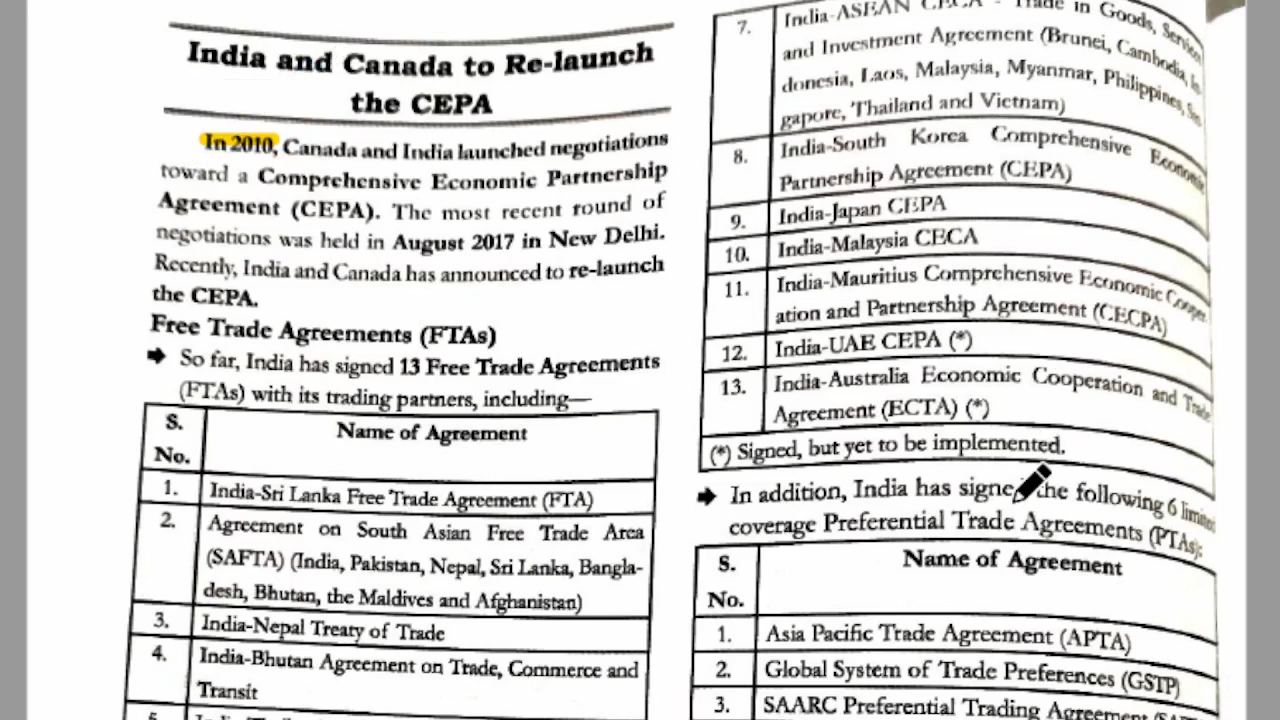 India and Canada to Re-launch
the CEPA
In 2010, Canada and India launched negotiations
toward a Comprehensive Economic Partnership
Agreement (CEPA). The most recent round of
negotiations was held in August 2017 in New Delhi.
Recently, India and Canada has announced to re-launch
the CEPA.
Free Trade Agreements (FTAs)
➔ So far, India has signed 13 Free Trade Agreements
(FTAs) with its trading partners, including—
S.
No.
Name of Agreement
1. India-Sri Lanka Free Trade Agreement (FTA)
2. Agreement on South Asian Free Trade Area
(SAFTA) (India, Pakistan, Nepal, Sri Lanka, Bangla-
desh, Bhutan, the Maldives and Afghanistan)
3. India-Nepal Treaty of Trade
4. India-Bhutan Agreement on Trade, Commerce and
Transit
7. India-ASEAN CECA - Trade in Goods,
and Investment Agreement (Brunei, Cambodia, In-
donesia, Laos, Malaysia, Myanmar, Philippines, Sin-
gapore, Thailand and Vietnam)
8. India-South Korea Comprehensive Economic
Partnership Agreement (CEPA)
9. India-Japan CEPA
10. India-Malaysia CECA
11. India-Mauritius Comprehensive Economic Cooper-
ation and Partnership Agreement (CECPA)
12. India-UAE CEPA (*)
13. India-Australia Economic Cooperation and Trade
Agreement (ECTA) (*)
(*) Signed, but yet to be implemented.
➔ In addition, India has signed the following 6 limited
coverage Preferential Trade Agreements (PTAs):
S.
No.
Name of Agreement
1. Asia Pacific Trade Agreement (APTA)
2. Global System of Trade Preferences (GSTP)
3. SAARC Preferential Trading Agreement